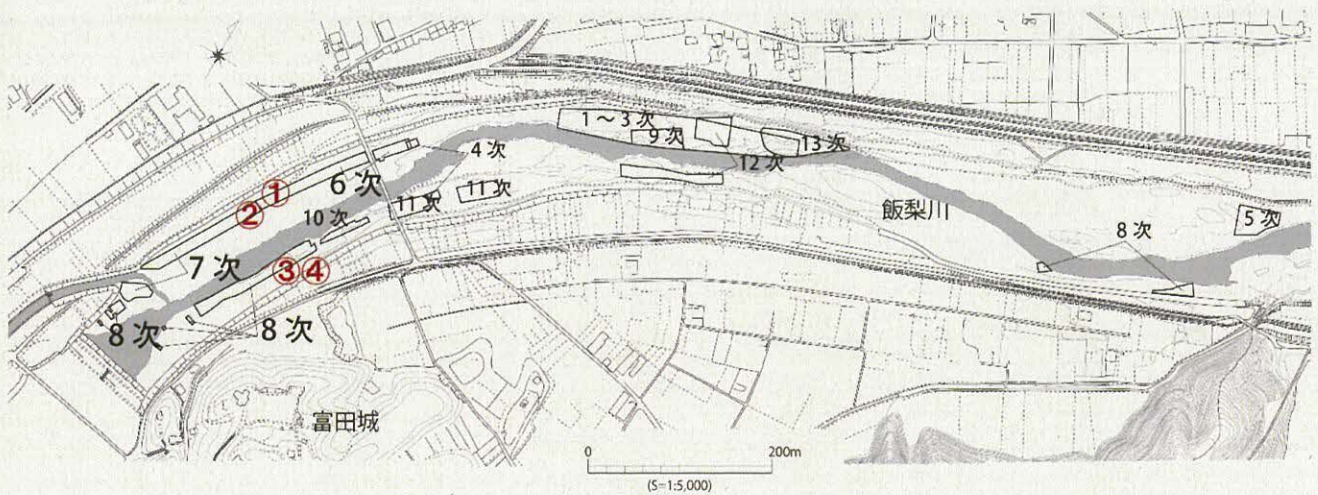 1～3次
9次
13次
12次
4次
①
6次
②
11次
11次
10次
飯梨川
5次
8次
7次
③④
8次
8次
富田城
0 200m
(S=1:5,000)